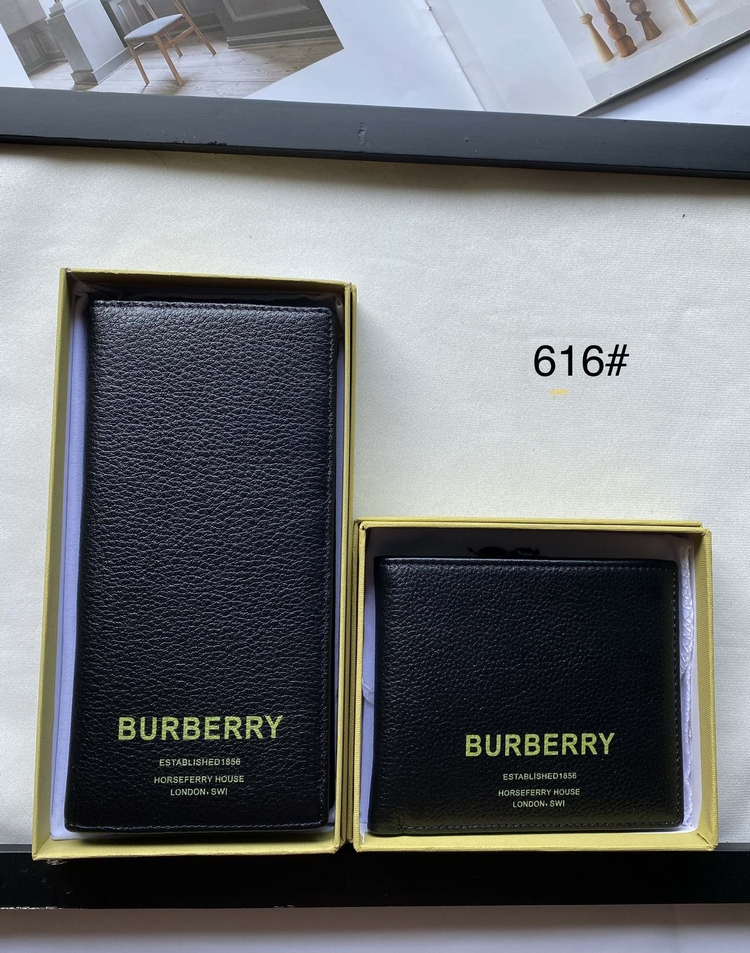 616#
BURBERRY
ESTABLISHED1856
HORSEFERRY HOUSE
LONDON, SWI
BURBERRY
ESTABLISHED1856
HORSEFERRY HOUSE
LONDON, SWI